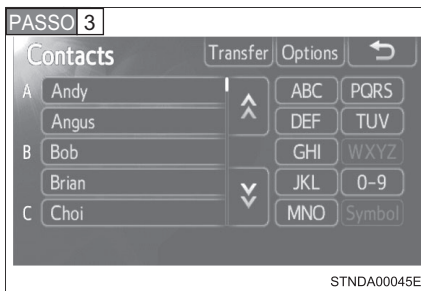 PASSO 3
Contacts Transfer Options
A Andy ABC PQRS
Angus DEF TUV
B Bob GHI WXYZ
Brian JKL 0-9
C Choi MNO Symbol
STNDA00045E